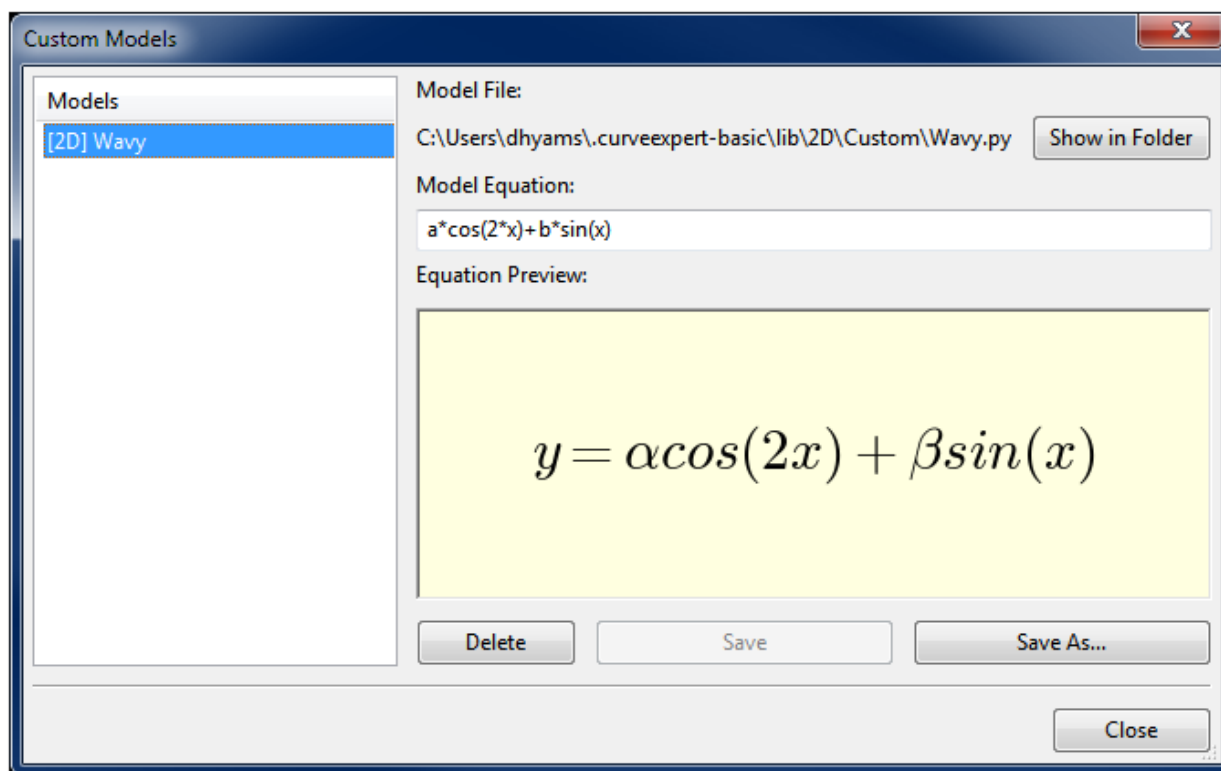 Custom Models
Models
[2D] Wavy
Model File:
C:\Users\dhyams\.curveexpert-basic\lib\2D\Custom\Wavy.py
Show in Folder
Model Equation:
a*cos(2*x)+b*sin(x)
Equation Preview:
y = αcos(2x) + βsin(x)
Delete
Save
Save As...
Close